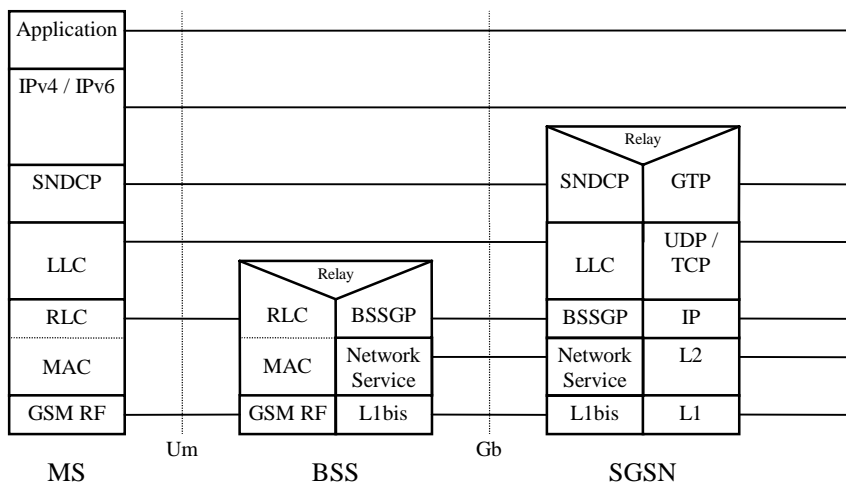 Application
IPv4 / IPv6
Relay
SNDCP
SNDCP
GTP
LLC
Relay
LLC
UDP /
TCP
RLC
RLC
BSSGP
BSSGP
IP
MAC
MAC
Network
Service
Network
Service
L2
GSM RF
GSM RF
L1bis
L1bis
L1
Um
Gb
MS
BSS
SGSN